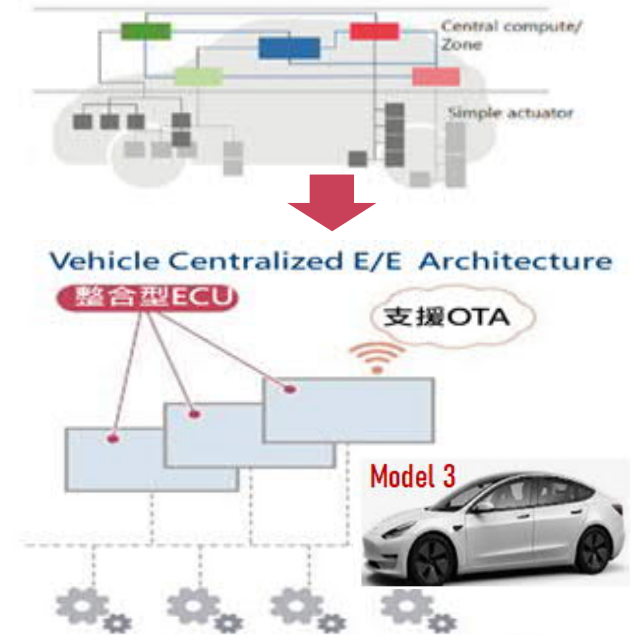 Central compute/
Zone
Simple actuator
Vehicle Centralized E/E Architecture
整合型ECU
支援OTA
Model 3